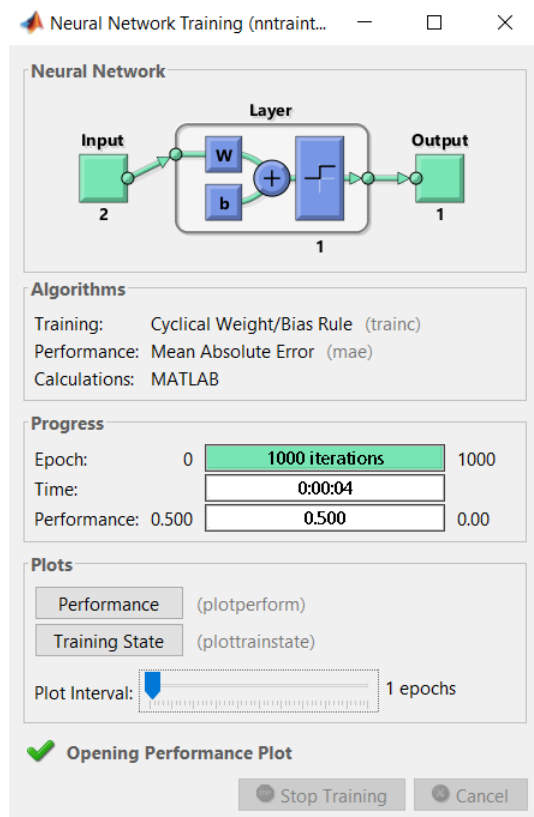 Neural Network Training (nntraint...
Neural Network
Layer
Input
Output
W
b
+
2
1
1
Algorithms
Training: Cyclical Weight/Bias Rule (trainc)
Performance: Mean Absolute Error (mae)
Calculations: MATLAB
Progress
Epoch: 0 1000 iterations 1000
Time: 0:00:04
Performance: 0.500 0.500 0.00
Plots
Performance (plotperform)
Training State (plottrainstate)
Plot Interval: 1 epochs
Opening Performance Plot
Stop Training Cancel